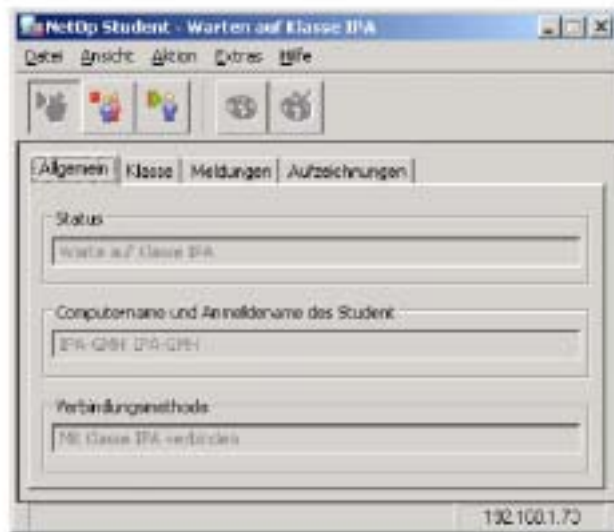 NetOp Student - Warten auf Klasse IPA
Datei Ansicht Aktion Extras Hilfe
Allgemein Klasse Meldungen Aufzeichnungen
Status
Warte auf Klasse IPA
Computername und Anmeldename des Student
IPA-GMH IPA-GMH
Verbindungsmethode
Mit Klasse IPA verbinden
192.168.1.70